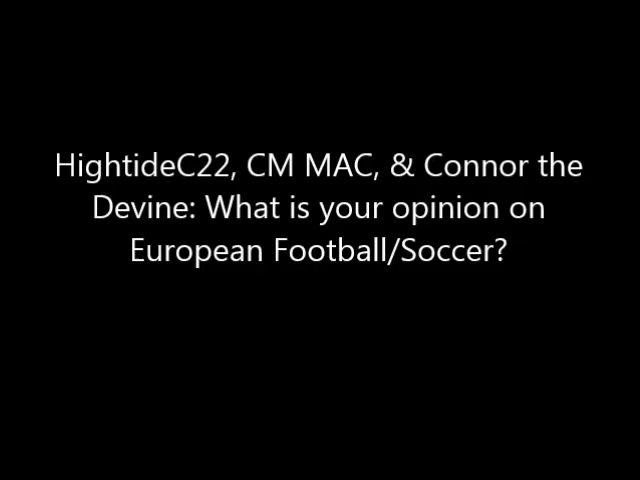 HightideC22, CM MAC, & Connor the
Devine: What is your opinion on
European Football/Soccer?